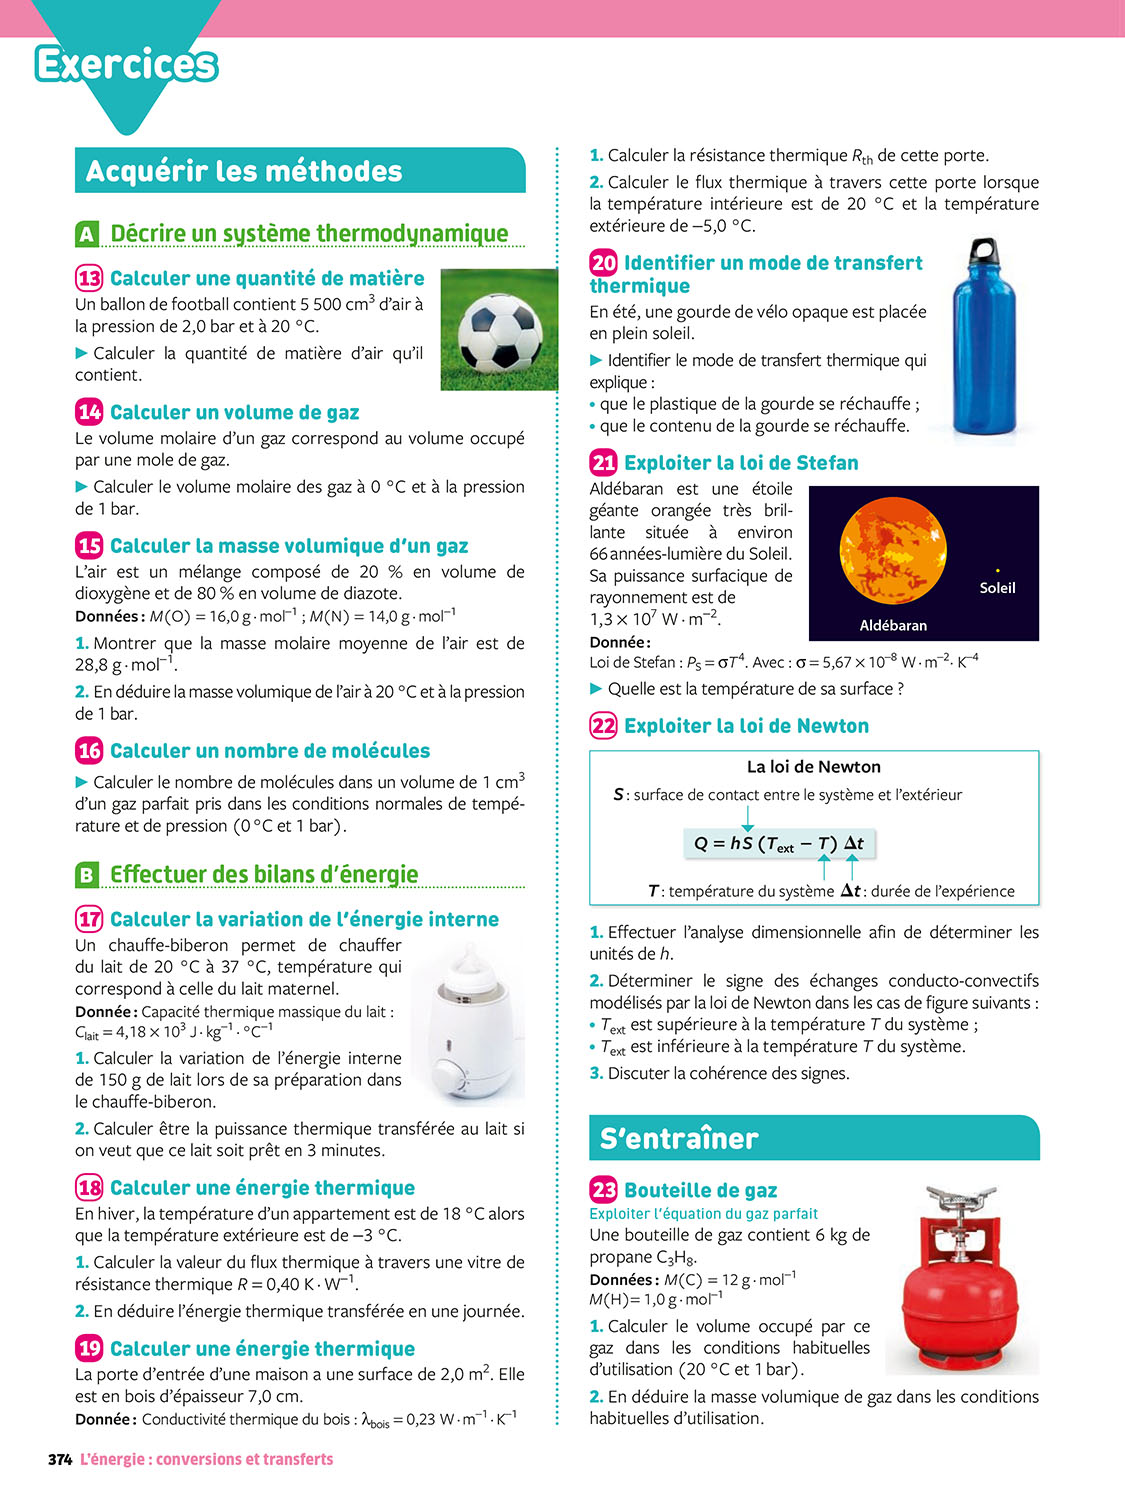 Exercices
Acquérir les méthodes
A Décrire un système thermodynamique
13 Calculer une quantité de matière
Un ballon de football contient 5 500 cm³ d'air à
la pression de 2,0 bar et à 20 °C.
► Calculer la quantité de matière d'air qu'il
contient.
14 Calculer un volume de gaz
Le volume molaire d'un gaz correspond au volume occupé
par une mole de gaz.
► Calculer le volume molaire des gaz à 0 °C et à la pression
de 1 bar.
15 Calculer la masse volumique d'un gaz
L'air est un mélange composé de 20 % en volume de
dioxygène et de 80 % en volume de diazote.
Données : M(O) = 16,0 g · mol⁻¹ ; M(N) = 14,0 g · mol⁻¹
1. Montrer que la masse molaire moyenne de l'air est de
28,8 g · mol⁻¹.
2. En déduire la masse volumique de l'air à 20 °C et à la pression
de 1 bar.
16 Calculer un nombre de molécules
► Calculer le nombre de molécules dans un volume de 1 cm³
d'un gaz parfait pris dans les conditions normales de tempé-
rature et de pression (0 °C et 1 bar).
B Effectuer des bilans d'énergie
17 Calculer la variation de l'énergie interne
Un chauffe-biberon permet de chauffer
du lait de 20 °C à 37 °C, température qui
correspond à celle du lait maternel.
Donnée : Capacité thermique massique du lait :
C_lait = 4,18 × 10³ J · kg⁻¹ · °C⁻¹
1. Calculer la variation de l'énergie interne
de 150 g de lait lors de sa préparation dans
le chauffe-biberon.
2. Calculer être la puissance thermique transférée au lait si
on veut que ce lait soit prêt en 3 minutes.
18 Calculer une énergie thermique
En hiver, la température d'un appartement est de 18 °C alors
que la température extérieure est de –3 °C.
1. Calculer la valeur du flux thermique à travers une vitre de
résistance thermique R = 0,40 K · W⁻¹.
2. En déduire l'énergie thermique transférée en une journée.
19 Calculer une énergie thermique
La porte d'entrée d'une maison a une surface de 2,0 m². Elle
est en bois d'épaisseur 7,0 cm.
Donnée : Conductivité thermique du bois : λ_bois = 0,23 W · m⁻¹ · K⁻¹
1. Calculer la résistance thermique R_th de cette porte.
2. Calculer le flux thermique à travers cette porte lorsque
la température intérieure est de 20 °C et la température
extérieure de –5,0 °C.
20 Identifier un mode de transfert
thermique
En été, une gourde de vélo opaque est placée
en plein soleil.
► Identifier le mode de transfert thermique qui
explique :
• que le plastique de la gourde se réchauffe ;
• que le contenu de la gourde se réchauffe.
21 Exploiter la loi de Stefan
Aldébaran est une étoile
géante orangée très bril-
lante située à environ
66 années-lumière du Soleil.
Sa puissance surfacique de
rayonnement est de
1,3 × 10⁷ W · m⁻².
Soleil
Aldébaran
Donnée :
Loi de Stefan : P_S = σT⁴. Avec : σ = 5,67 × 10⁻⁸ W · m⁻² · K⁻⁴
► Quelle est la température de sa surface ?
22 Exploiter la loi de Newton
La loi de Newton
S : surface de contact entre le système et l'extérieur
Q = hS (T_ext – T) Δt
T : température du système Δt : durée de l'expérience
1. Effectuer l'analyse dimensionnelle afin de déterminer les
unités de h.
2. Déterminer le signe des échanges conducto-convectifs
modélisés par la loi de Newton dans les cas de figure suivants :
• T_ext est supérieure à la température T du système ;
• T_ext est inférieure à la température T du système.
3. Discuter la cohérence des signes.
S'entraîner
23 Bouteille de gaz
Exploiter l'équation du gaz parfait
Une bouteille de gaz contient 6 kg de
propane C₃H₈.
Données : M(C) = 12 g · mol⁻¹
M(H)= 1,0 g · mol⁻¹
1. Calculer le volume occupé par ce
gaz dans les conditions habituelles
d'utilisation (20 °C et 1 bar).
2. En déduire la masse volumique de gaz dans les conditions
habituelles d'utilisation.
374 L'énergie : conversions et transferts